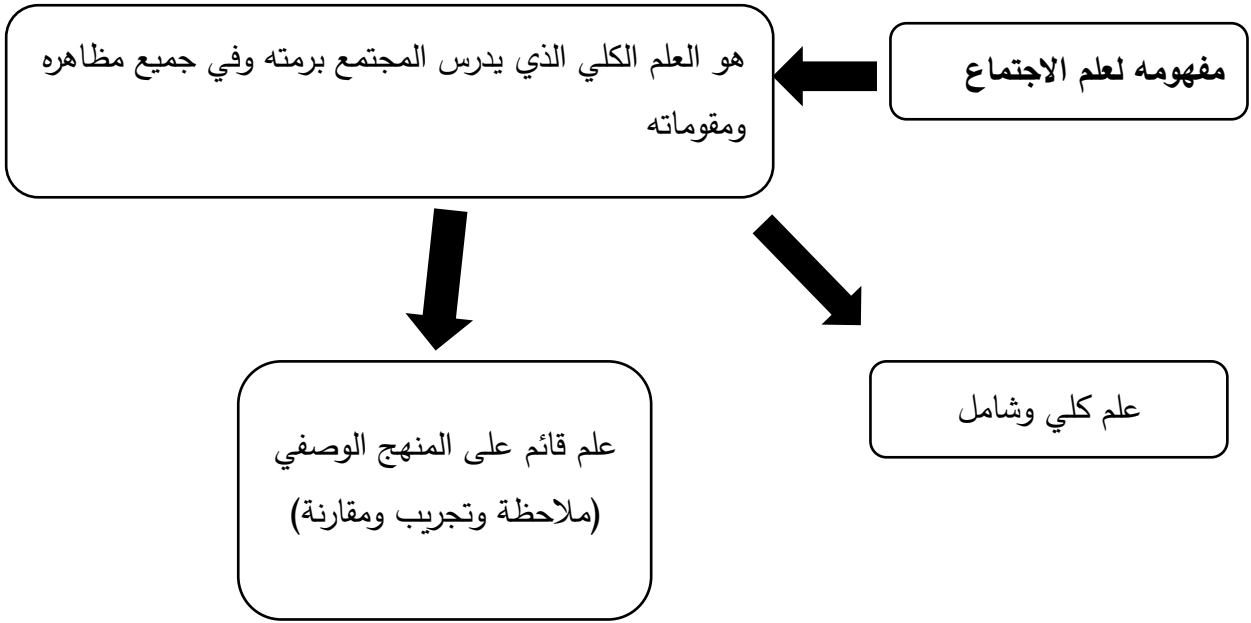 مفهومه لعلم الاجتماع
هو العلم الكلي الذي يدرس المجتمع برمته وفي جميع مظاهره
ومقوماته
علم كلي وشامل
علم قائم على المنهج الوصفي
(ملاحظة وتجريب ومقارنة)